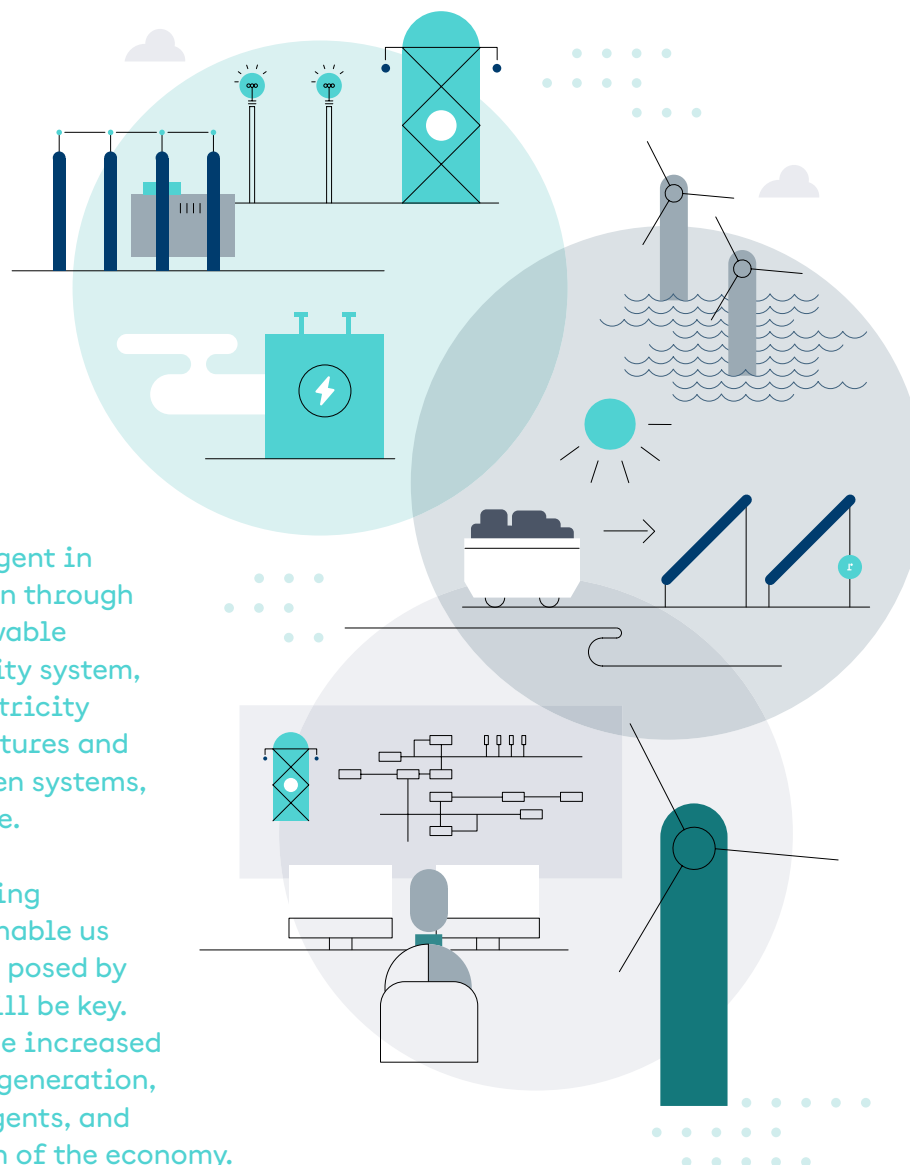 gent in
n through
vable
ity system,
tricity
tures and
en systems,
e.
ing
nable us
posed by
ill be key.
e increased
generation,
gents, and
n of the economy.
r